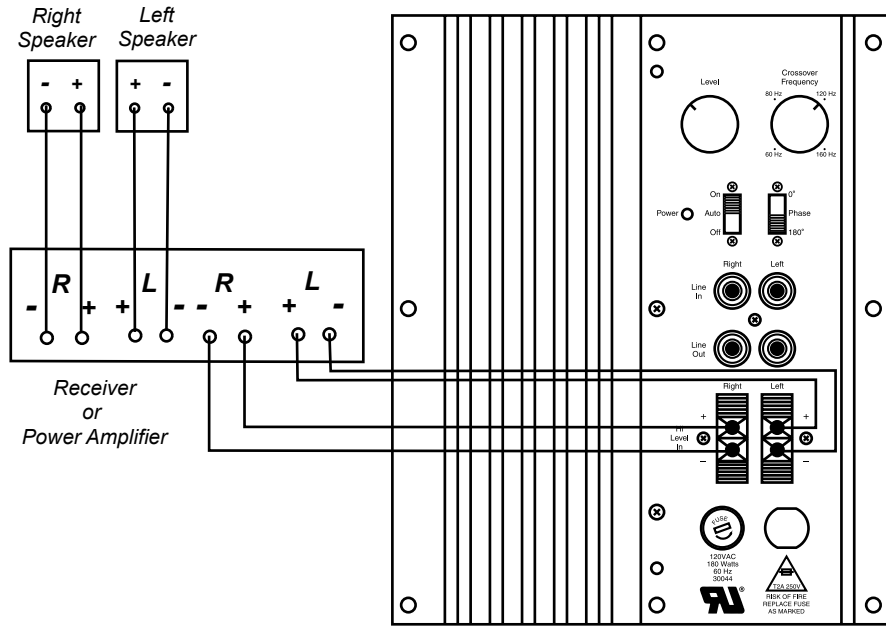 Right
Speaker
Left
Speaker
- +
+ -
R
L
R
L
- +
+ -
- +
+ -
Receiver
or
Power Amplifier
Level
Crossover
Frequency
80 Hz
120 Hz
60 Hz
160 Hz
On
Auto
Off
Power
0°
Phase
180°
Right
Left
Line
In
Line
Out
Right
Left
+
+
Hi
Level
In
–
–
FUSE
120VAC
180 Watts
60 Hz
30044
T2A 250V
RISK OF FIRE
REPLACE FUSE
AS MARKED
RU®